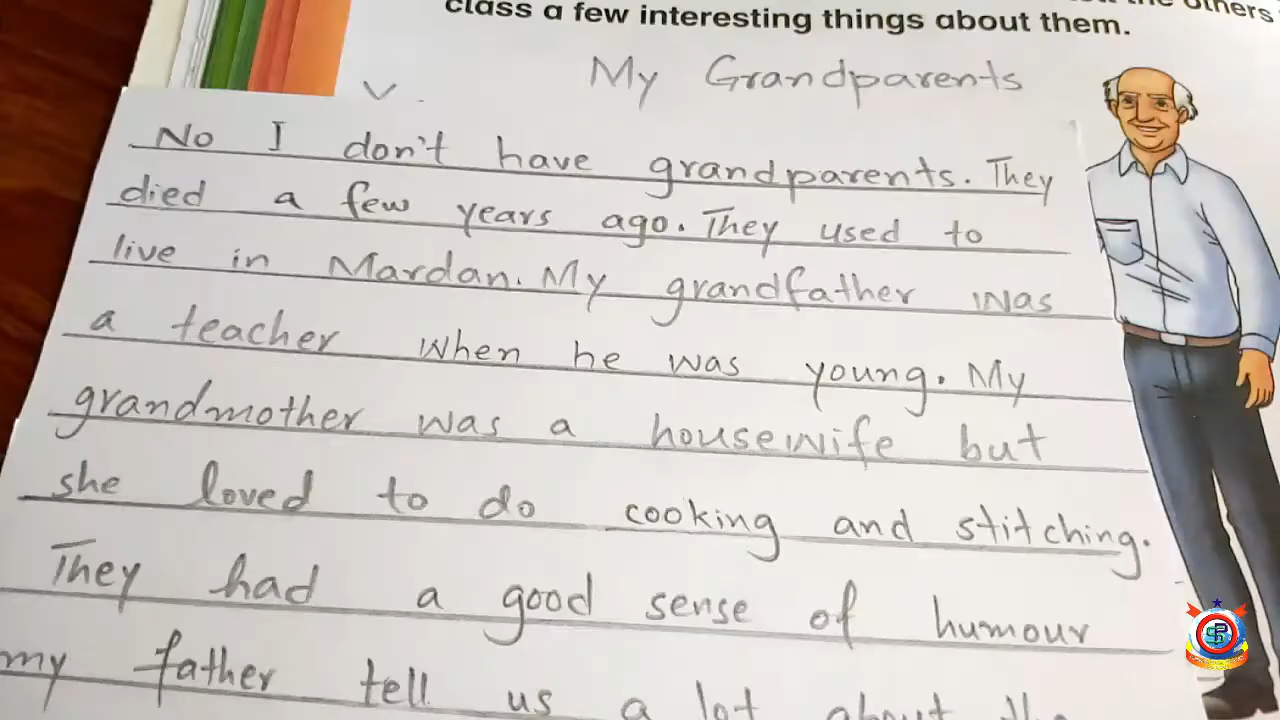 others
class a few interesting things about them.
My Grandparents
No I don't have grandparents. They
died a few years ago. They used to
live in Mardan. My grandfather was
a teacher when he was young. My
grandmother was a housewife but
she loved to do cooking and stitching.
They had a good sense of humour
my father tell us a lot about